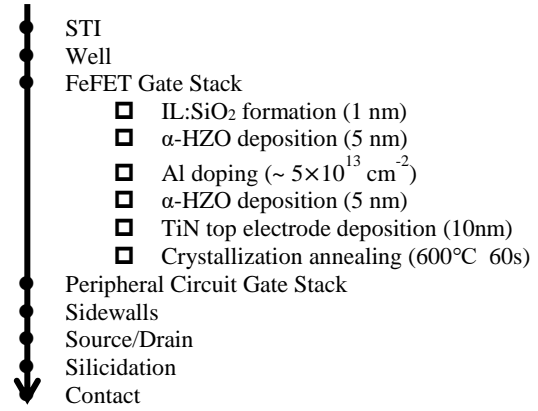 STI
Well
FeFET Gate Stack
IL:SiO₂ formation (1 nm)
α-HZO deposition (5 nm)
Al doping (~ 5×10¹³ cm⁻²)
α-HZO deposition (5 nm)
TiN top electrode deposition (10nm)
Crystallization annealing (600°C 60s)
Peripheral Circuit Gate Stack
Sidewalls
Source/Drain
Silicidation
Contact